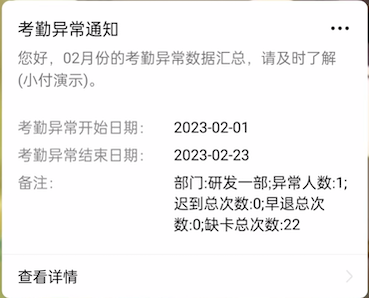 考勤异常通知
您好，02月份的考勤异常数据汇总，请及时了解
(小付演示)。
考勤异常开始日期： 2023-02-01
考勤异常结束日期： 2023-02-23
备注： 部门:研发一部;异常人数:1;
迟到总次数:0;早退总次
数:0;缺卡总次数:22
查看详情